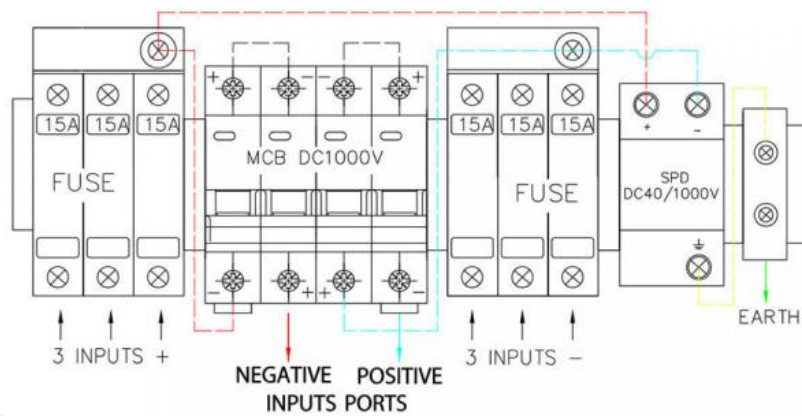 + - - +
15A 15A 15A
FUSE
MCB DC1000V
- + + -
3 INPUTS +
NEGATIVE POSITIVE
INPUTS PORTS
15A 15A 15A
FUSE
3 INPUTS -
+ -
SPD
DC40/1000V
EARTH